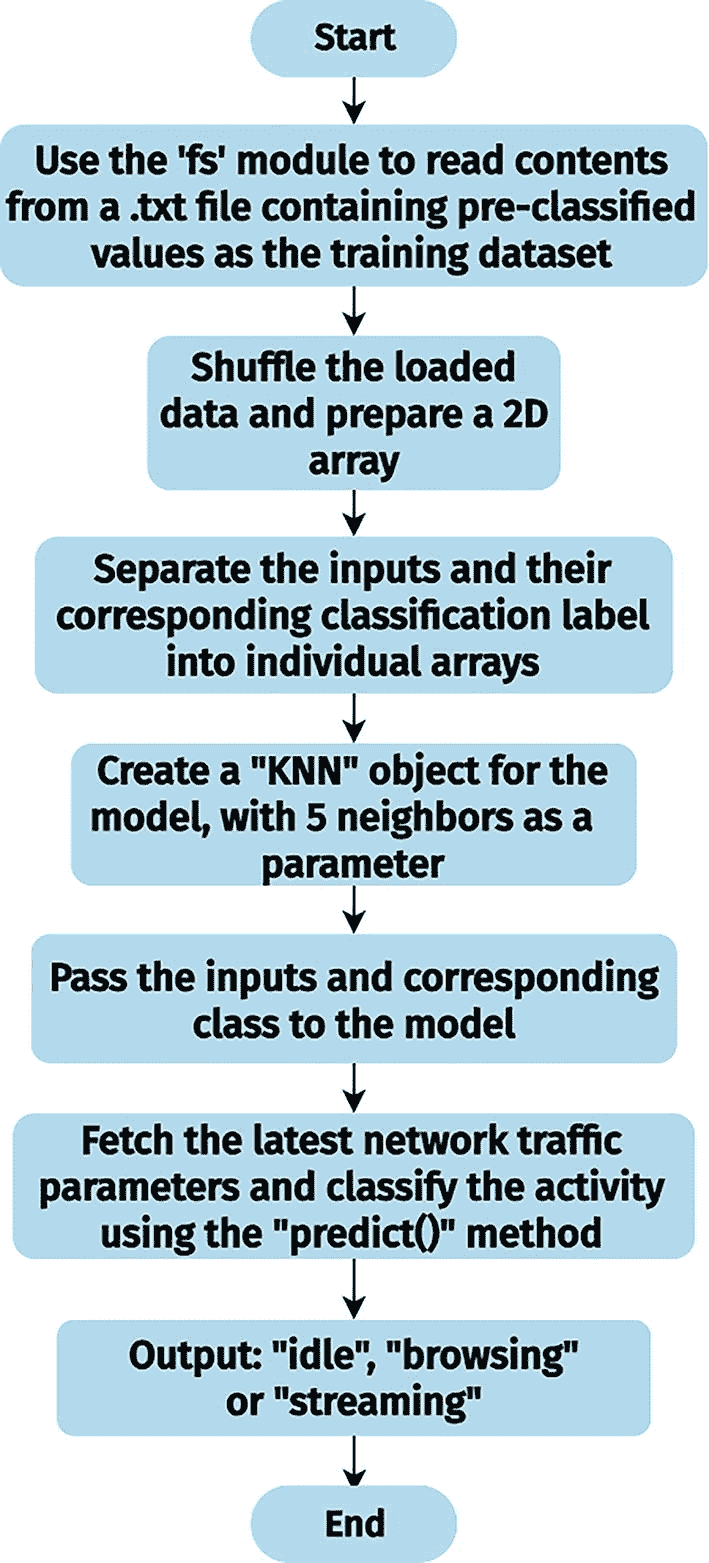 Start
Use the 'fs' module to read contents
from a .txt file containing pre-classified
values as the training dataset
Shuffle the loaded
data and prepare a 2D
array
Separate the inputs and their
corresponding classification label
into individual arrays
Create a "KNN" object for the
model, with 5 neighbors as a
parameter
Pass the inputs and corresponding
class to the model
Fetch the latest network traffic
parameters and classify the activity
using the "predict()" method
Output: "idle", "browsing"
or "streaming"
End